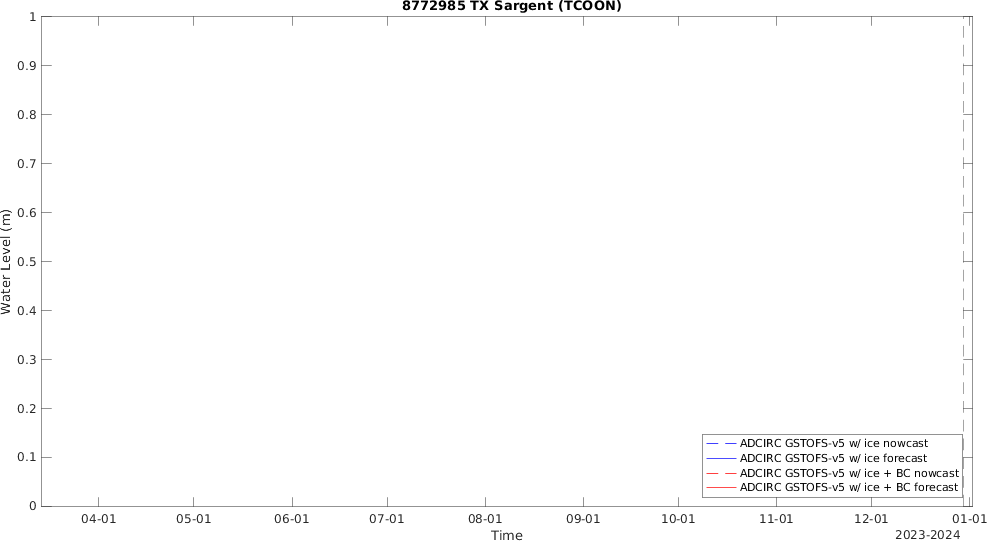 8772985 TX Sargent (TCOON)
1
0.9
0.8
0.7
0.6
0.5
0.4
0.3
0.2
0.1
0
Water Level (m)
ADCIRC GSTOFS-v5 w/ ice nowcast
ADCIRC GSTOFS-v5 w/ ice forecast
ADCIRC GSTOFS-v5 w/ ice + BC nowcast
ADCIRC GSTOFS-v5 w/ ice + BC forecast
04-01 05-01 06-01 07-01 08-01 09-01 10-01 11-01 12-01 01-01
Time
2023-2024